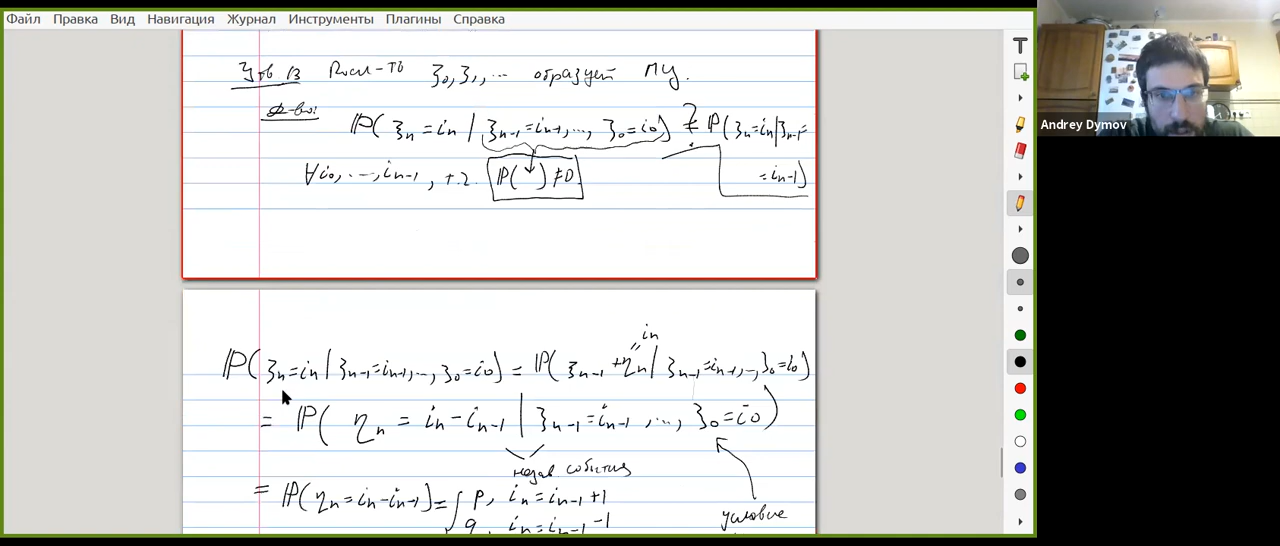 Файл Правка Вид Навигация Журнал Инструменты Плагины Справка
Andrey Dymov
Утв B Посл-ть ξ₀, ξ₁, ... образует МЦ.
Д-во:
ℙ( ξₙ = iₙ | ξₙ₋₁ = iₙ₋₁, ..., ξ₀ = i₀ ) ≟ ℙ( ξₙ = iₙ | ξₙ₋₁ =
∀ i₀, ..., iₙ₋₁, т.ч. ℙ( ) ≠ 0 = iₙ₋₁)
iₙ
ℙ( ξₙ = iₙ | ξₙ₋₁ = iₙ₋₁, ..., ξ₀ = i₀ ) = ℙ( ξₙ₋₁ + ηₙ | ξₙ₋₁ = iₙ₋₁, ..., ξ₀ = i₀ )
= ℙ( ηₙ = iₙ - iₙ₋₁ | ξₙ₋₁ = iₙ₋₁, ..., ξ₀ = i₀ )
незав события
= ℙ( ηₙ = iₙ - iₙ₋₁ ) = { p, iₙ = iₙ₋₁ + 1
условие
q, iₙ = iₙ₋₁ - 1